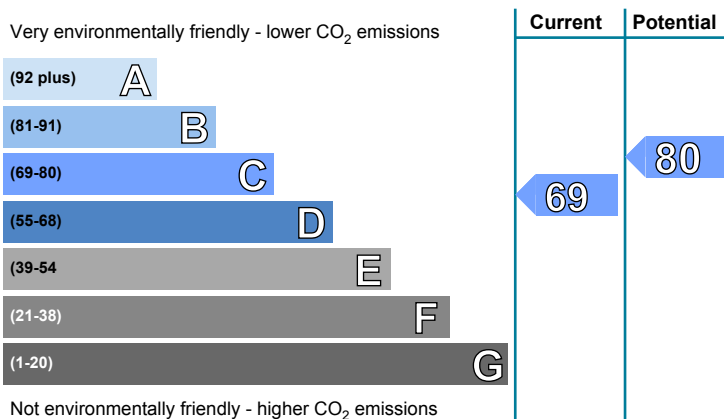 Current Potential
Very environmentally friendly - lower CO2 emissions
(92 plus) A
(81-91) B
(69-80) C
(55-68) D
(39-54 E
(21-38) F
(1-20) G
80
69
Not environmentally friendly - higher CO2 emissions